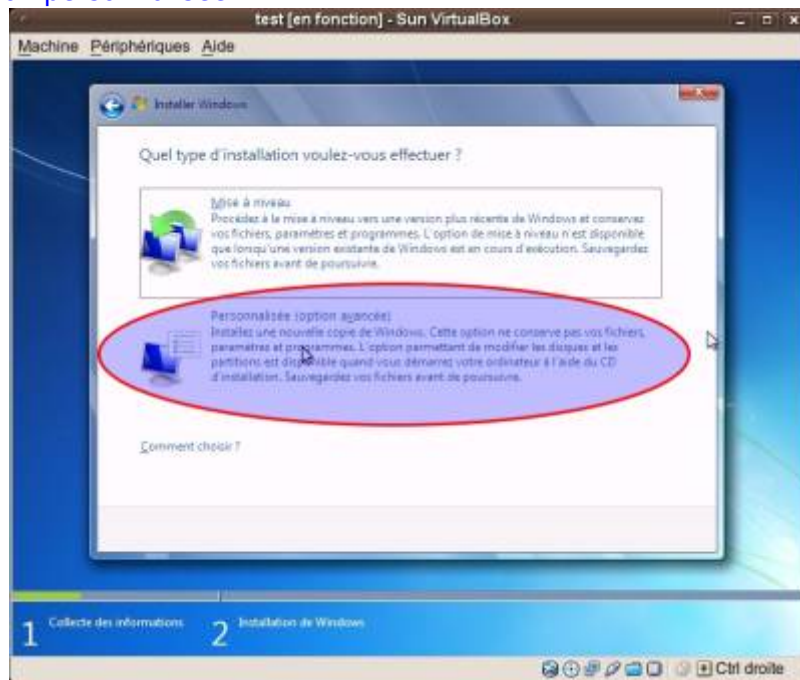 test [en fonction] - Sun VirtualBox
Machine Périphériques Aide
Installer Windows
Quel type d'installation voulez-vous effectuer ?
Mise à niveau
Procédez à la mise à niveau vers une version plus récente de Windows et conservez
vos fichiers, paramètres et programmes. L'option de mise à niveau n'est disponible
que lorsqu'une version existante de Windows est en cours d'exécution. Sauvegardez
vos fichiers avant de poursuivre.
Personnalisée (option avancée)
Installez une nouvelle copie de Windows. Cette option ne conserve pas vos fichiers,
paramètres et programmes. L'option permettant de modifier les disques et les
partitions est disponible quand vous démarrez votre ordinateur à l'aide du CD
d'installation. Sauvegardez vos fichiers avant de poursuivre.
Comment choisir ?
1 Collecte des informations 2 Installation de Windows
Ctrl droite